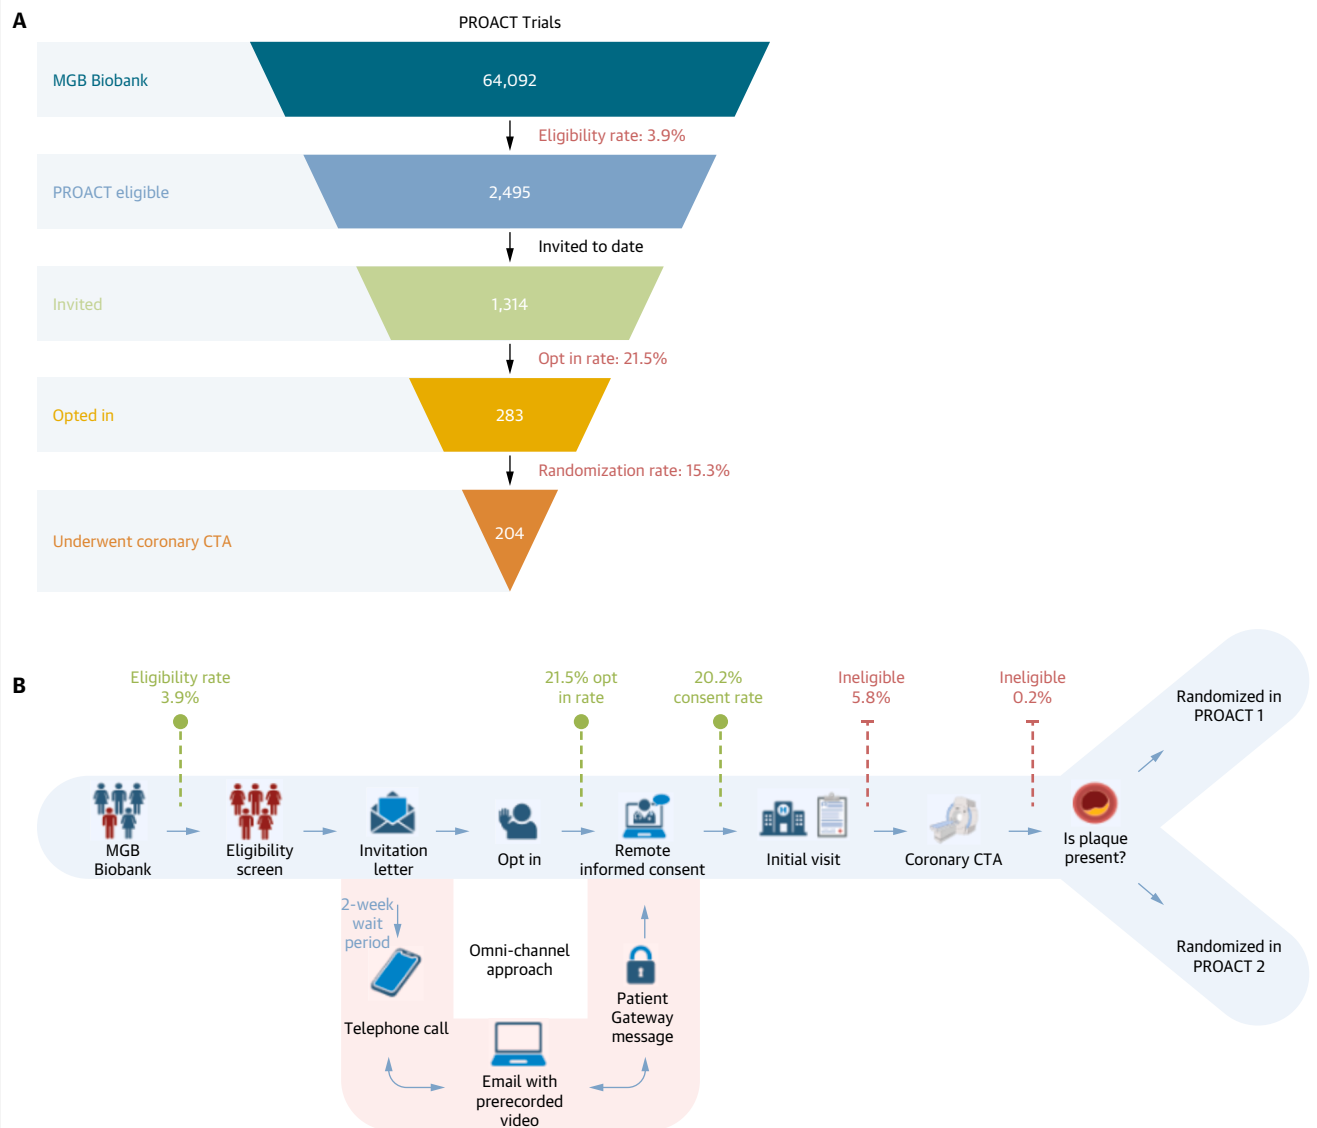 A
PROACT Trials
MGB Biobank
64,092
Eligibility rate: 3.9%
PROACT eligible
2,495
Invited to date
Invited
1,314
Opt in rate: 21.5%
Opted in
283
Randomization rate: 15.3%
Underwent coronary CTA
204
B
Eligibility rate
3.9%
21.5% opt
in rate
20.2%
consent rate
Ineligible
5.8%
Ineligible
0.2%
MGB
Biobank
Eligibility
screen
Invitation
letter
Opt in
Remote
informed consent
H
Initial visit
Coronary CTA
Is plaque
present?
Randomized in
PROACT 1
Randomized in
PROACT 2
2-week
wait
period
Telephone call
Omni-channel
approach
Email with
prerecorded
video
Patient
Gateway
message